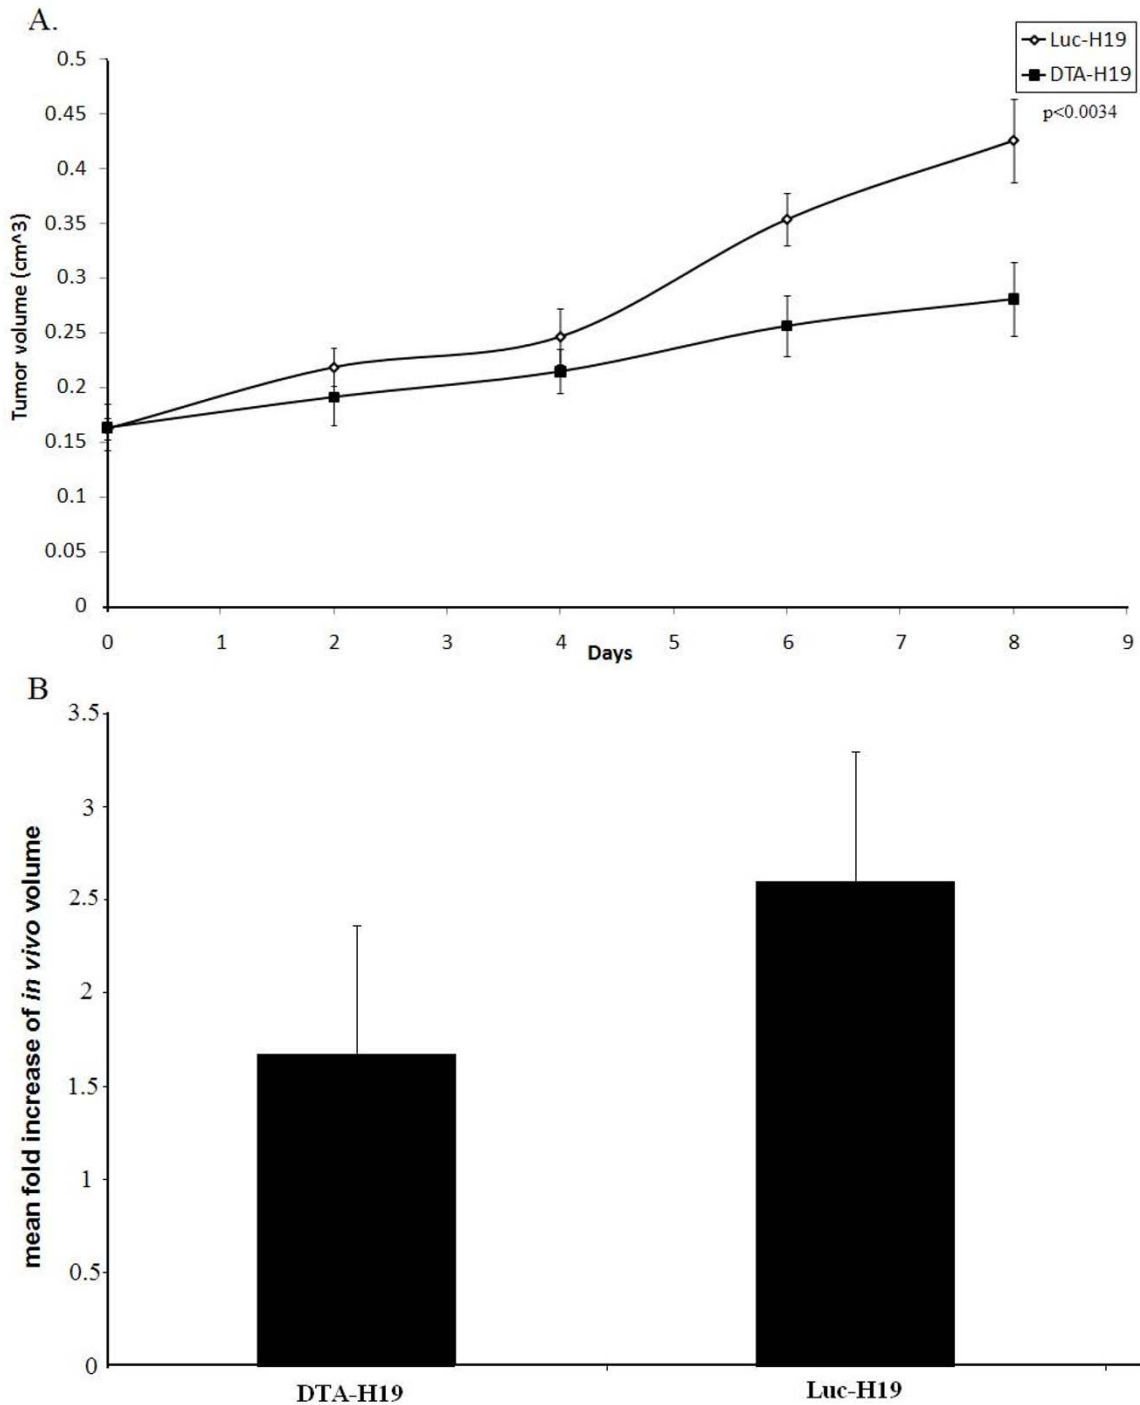 A.
Luc-H19
DTA-H19
p<0.0034
0.5
0.45
0.4
0.35
0.3
0.25
0.2
0.15
0.1
0.05
0
Tumor volume (cm^3)
0 1 2 3 4 5 6 7 8 9
Days
B
3.5
3
2.5
2
1.5
1
0.5
0
mean fold increase of in vivo volume
DTA-H19 Luc-H19